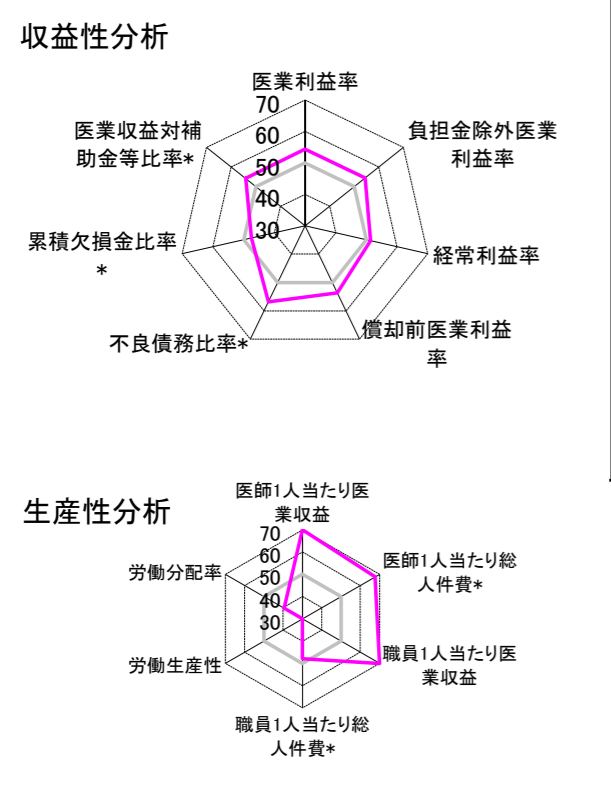 収益性分析
医業利益率
70
60
50
40
30
負担金除外医業
利益率
経常利益率
償却前医業利益
率
不良債務比率*
累積欠損金比率
*
医業収益対補
助金等比率*
生産性分析
医師1人当たり医
業収益
70
60
50
40
30
医師1人当たり総
人件費*
職員1人当たり医
業収益
職員1人当たり総
人件費*
労働生産性
労働分配率